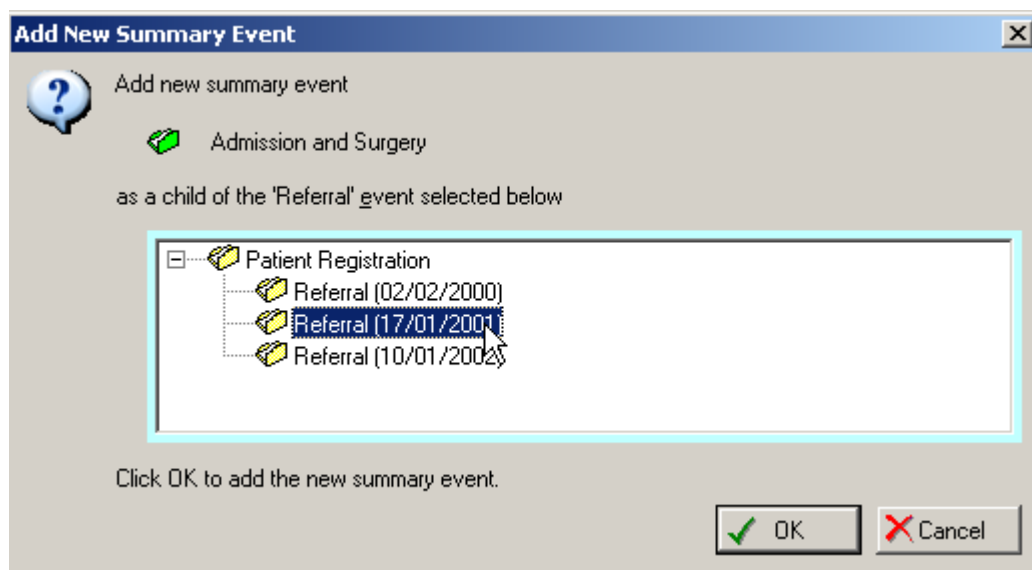 Add New Summary Event
Add new summary event
Admission and Surgery
as a child of the 'Referral' event selected below
Patient Registration
Referral (02/02/2000)
Referral (17/01/2001)
Referral (10/01/2002)
Click OK to add the new summary event.
OK
Cancel